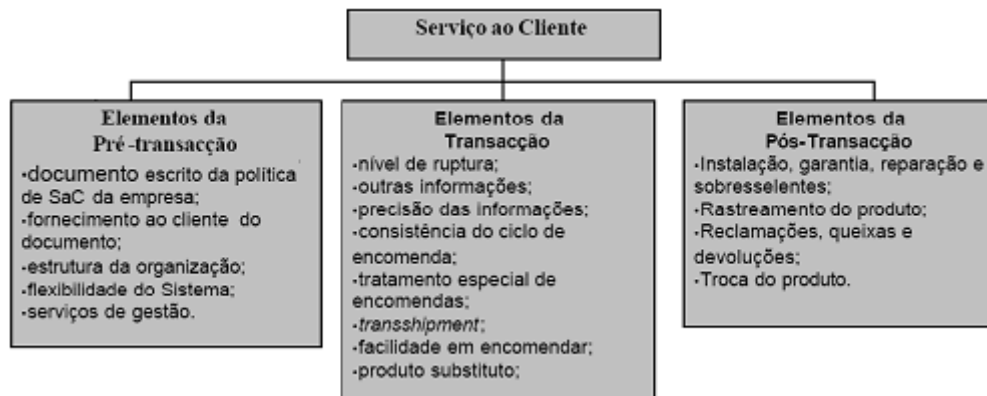 Serviço ao Cliente
Elementos da
Pré-transacção
•documento escrito da política
de SaC da empresa;
•fornecimento ao cliente do
documento;
•estrutura da organização;
•flexibilidade do Sistema;
•serviços de gestão.
Elementos da
Transacção
•nível de ruptura;
•outras informações;
•precisão das informações;
•consistência do ciclo de
encomenda;
•tratamento especial de
encomendas;
•transshipment;
•facilidade em encomendar;
•produto substituto;
Elementos da
Pós-Transacção
•Instalação, garantia, reparação e
sobresselentes;
•Rastreamento do produto;
•Reclamações, queixas e
devoluções;
•Troca do produto.